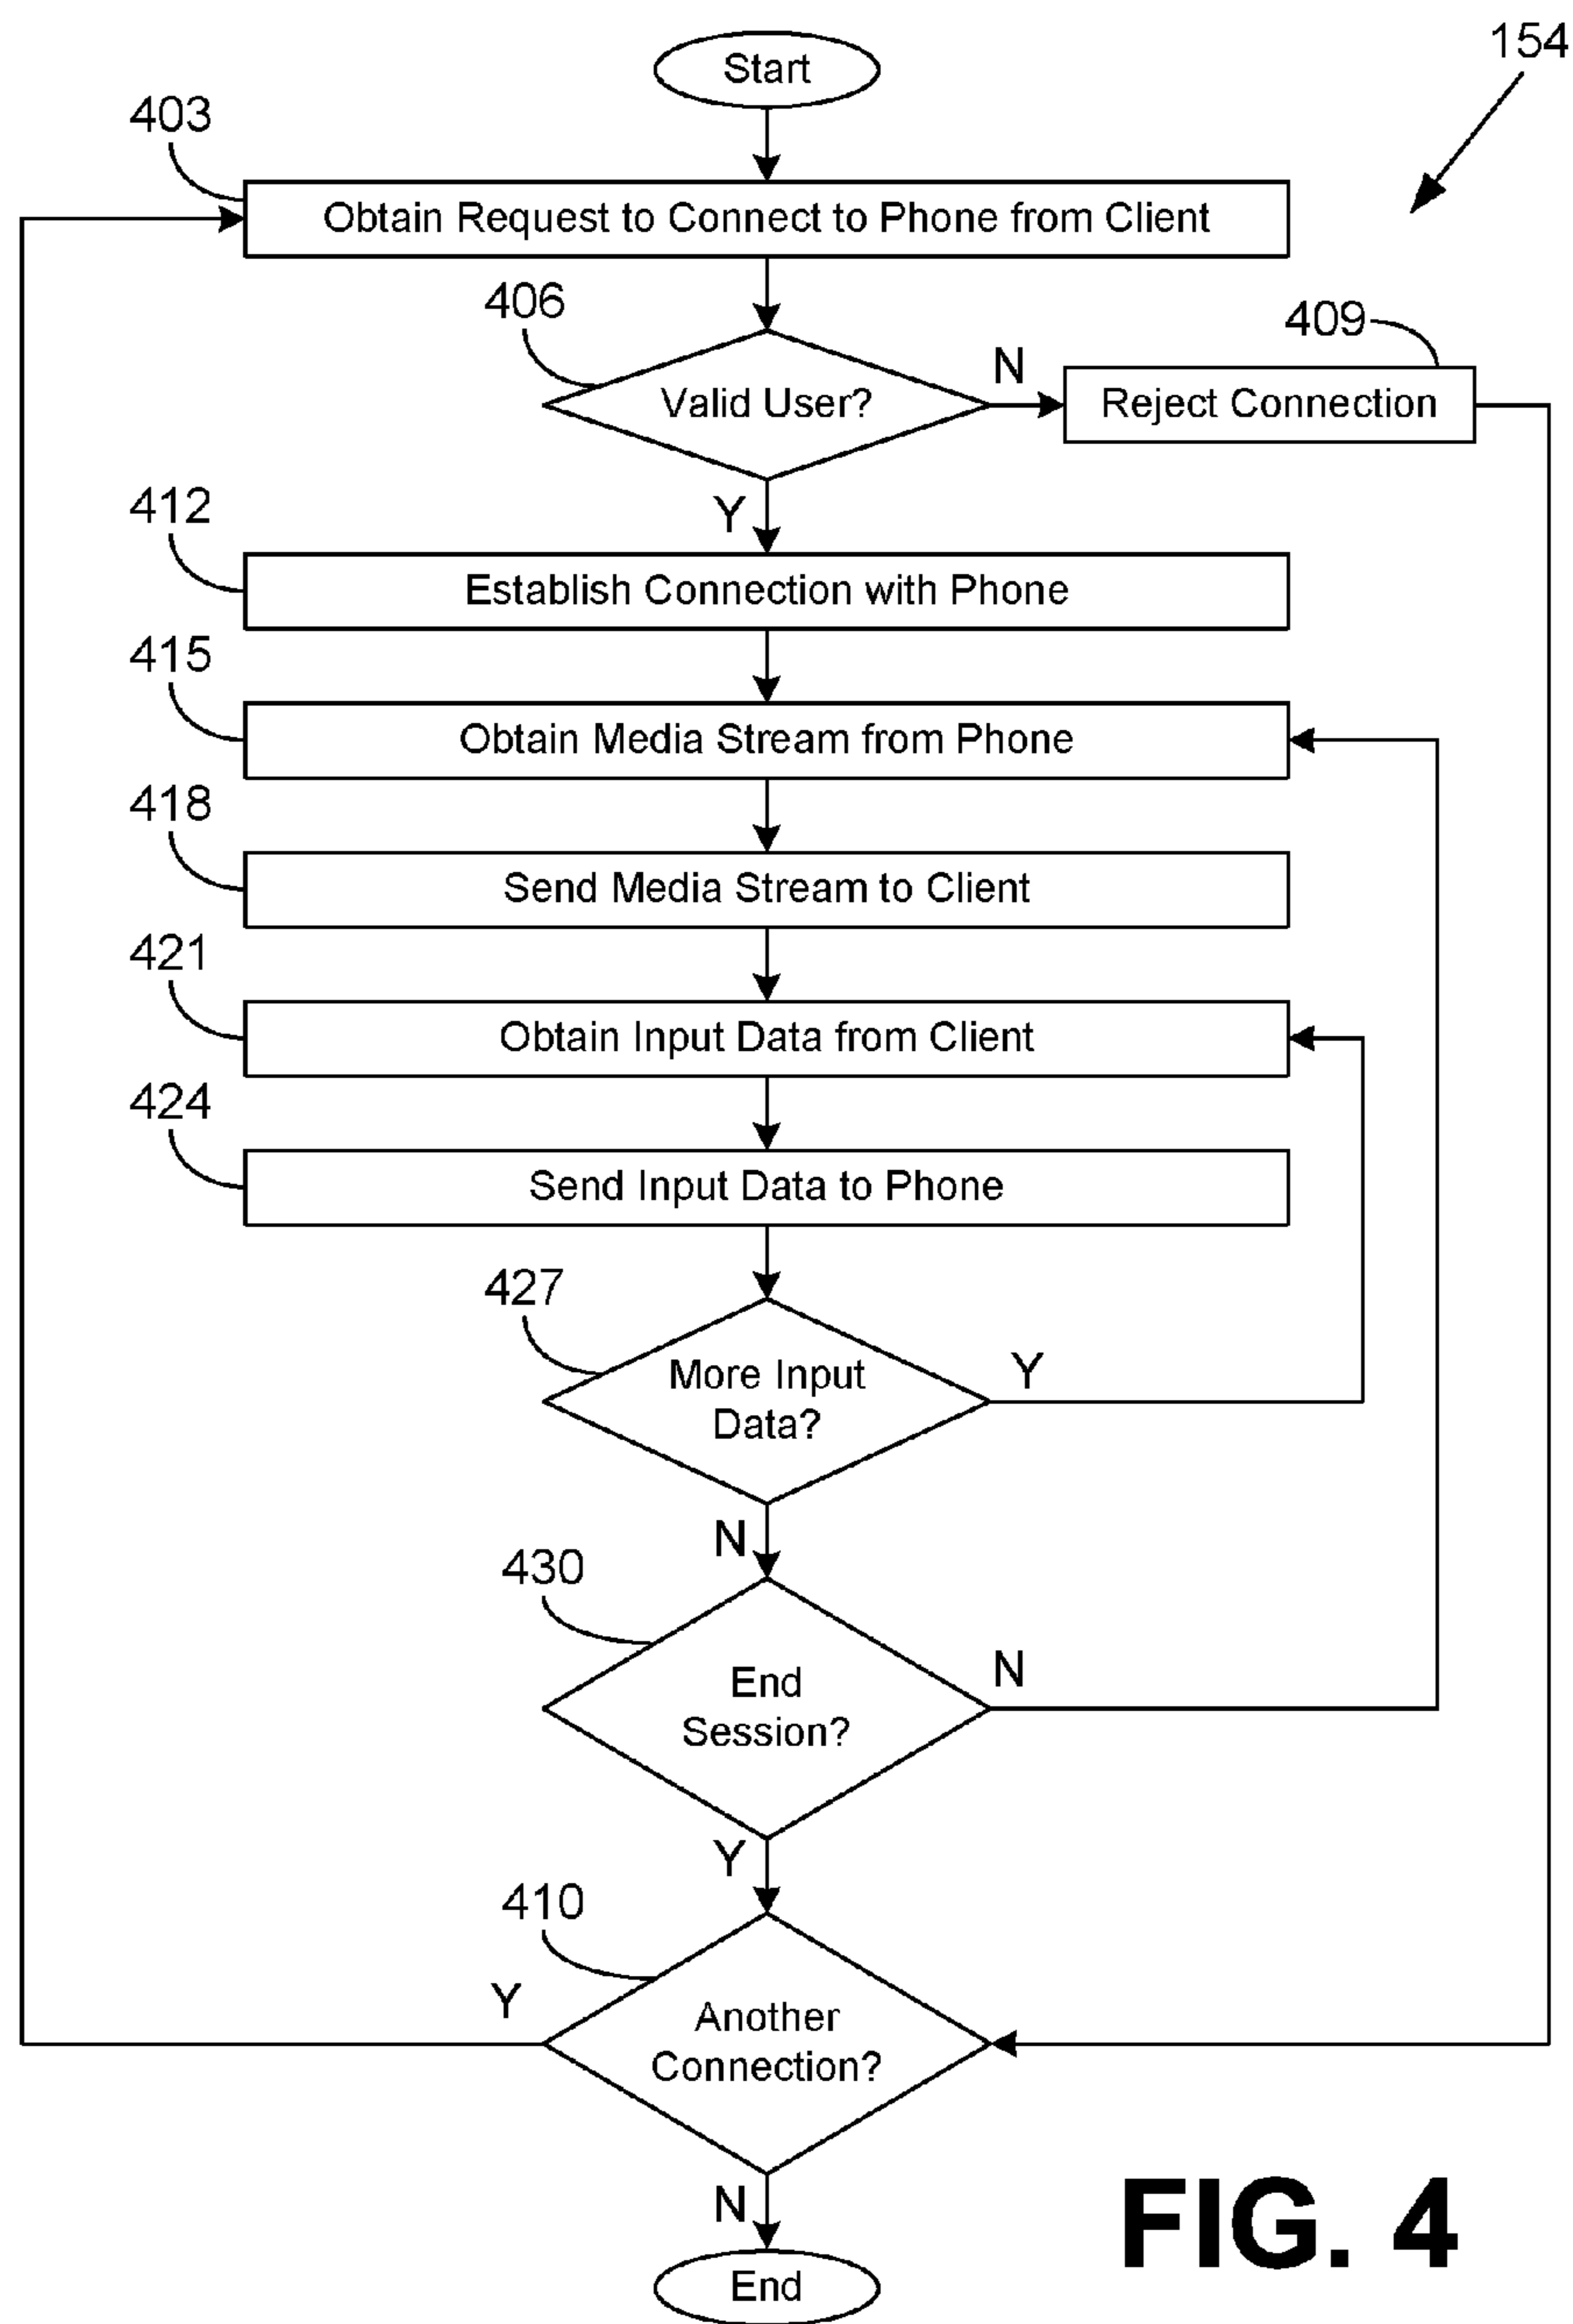 Start
154
403
Obtain Request to Connect to Phone from Client
406
Valid User?
N
409
Reject Connection
Y
412
Establish Connection with Phone
415
Obtain Media Stream from Phone
418
Send Media Stream to Client
421
Obtain Input Data from Client
424
Send Input Data to Phone
427
More Input
Data?
Y
N
430
End
Session?
N
Y
410
Another
Connection?
Y
N
End
FIG. 4